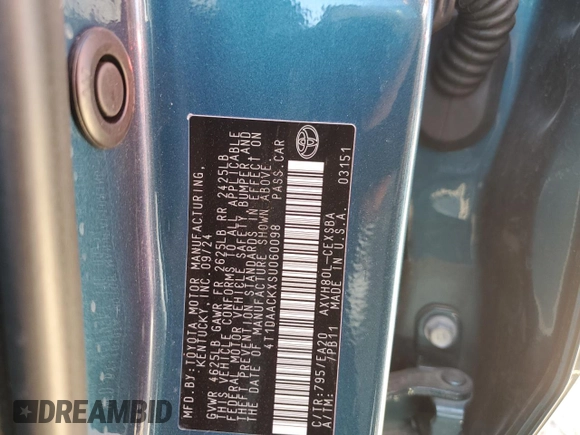 MFD. BY: TOYOTA MOTOR MANUFACTURING,
KENTUCKY, INC. 09/24
GVWR 4625LB GAWR FR 2625LB RR 2425LB
THIS VEHICLE CONFORMS TO ALL APPLICABLE
FEDERAL MOTOR VEHICLE SAFETY, BUMPER, AND
THEFT PREVENTION STANDARDS IN EFFECT ON
THE DATE OF MANUFACTURE SHOWN ABOVE.
4T1DAACKXSU060098 PASS. CAR
C/TR: 795/EA20 AXVH80L-CEXSBA
A/TM: /PB11 MADE IN U.S.A. 03151
DREAMBID